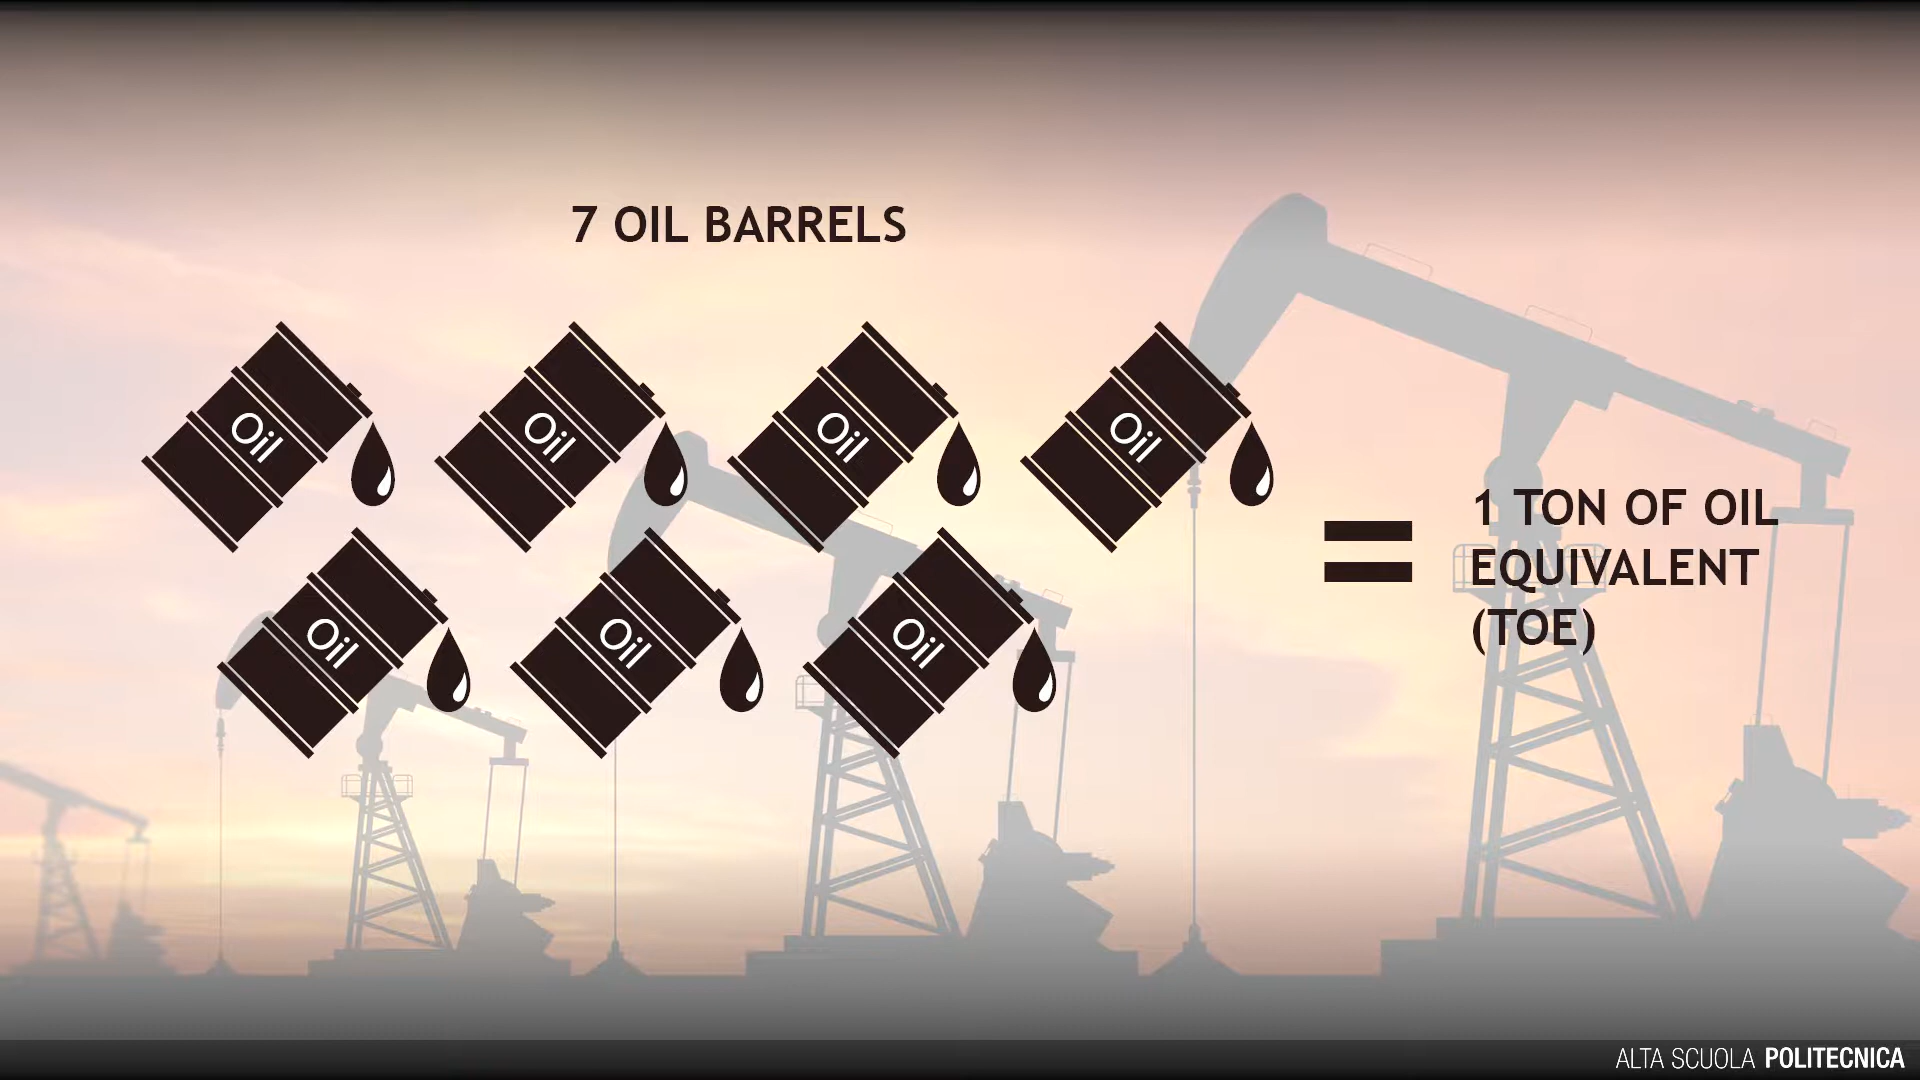 7 OIL BARRELS
Oil Oil Oil Oil
Oil Oil Oil
1 TON OF OIL
EQUIVALENT
(TOE)
ALTA SCUOLA POLITECNICA